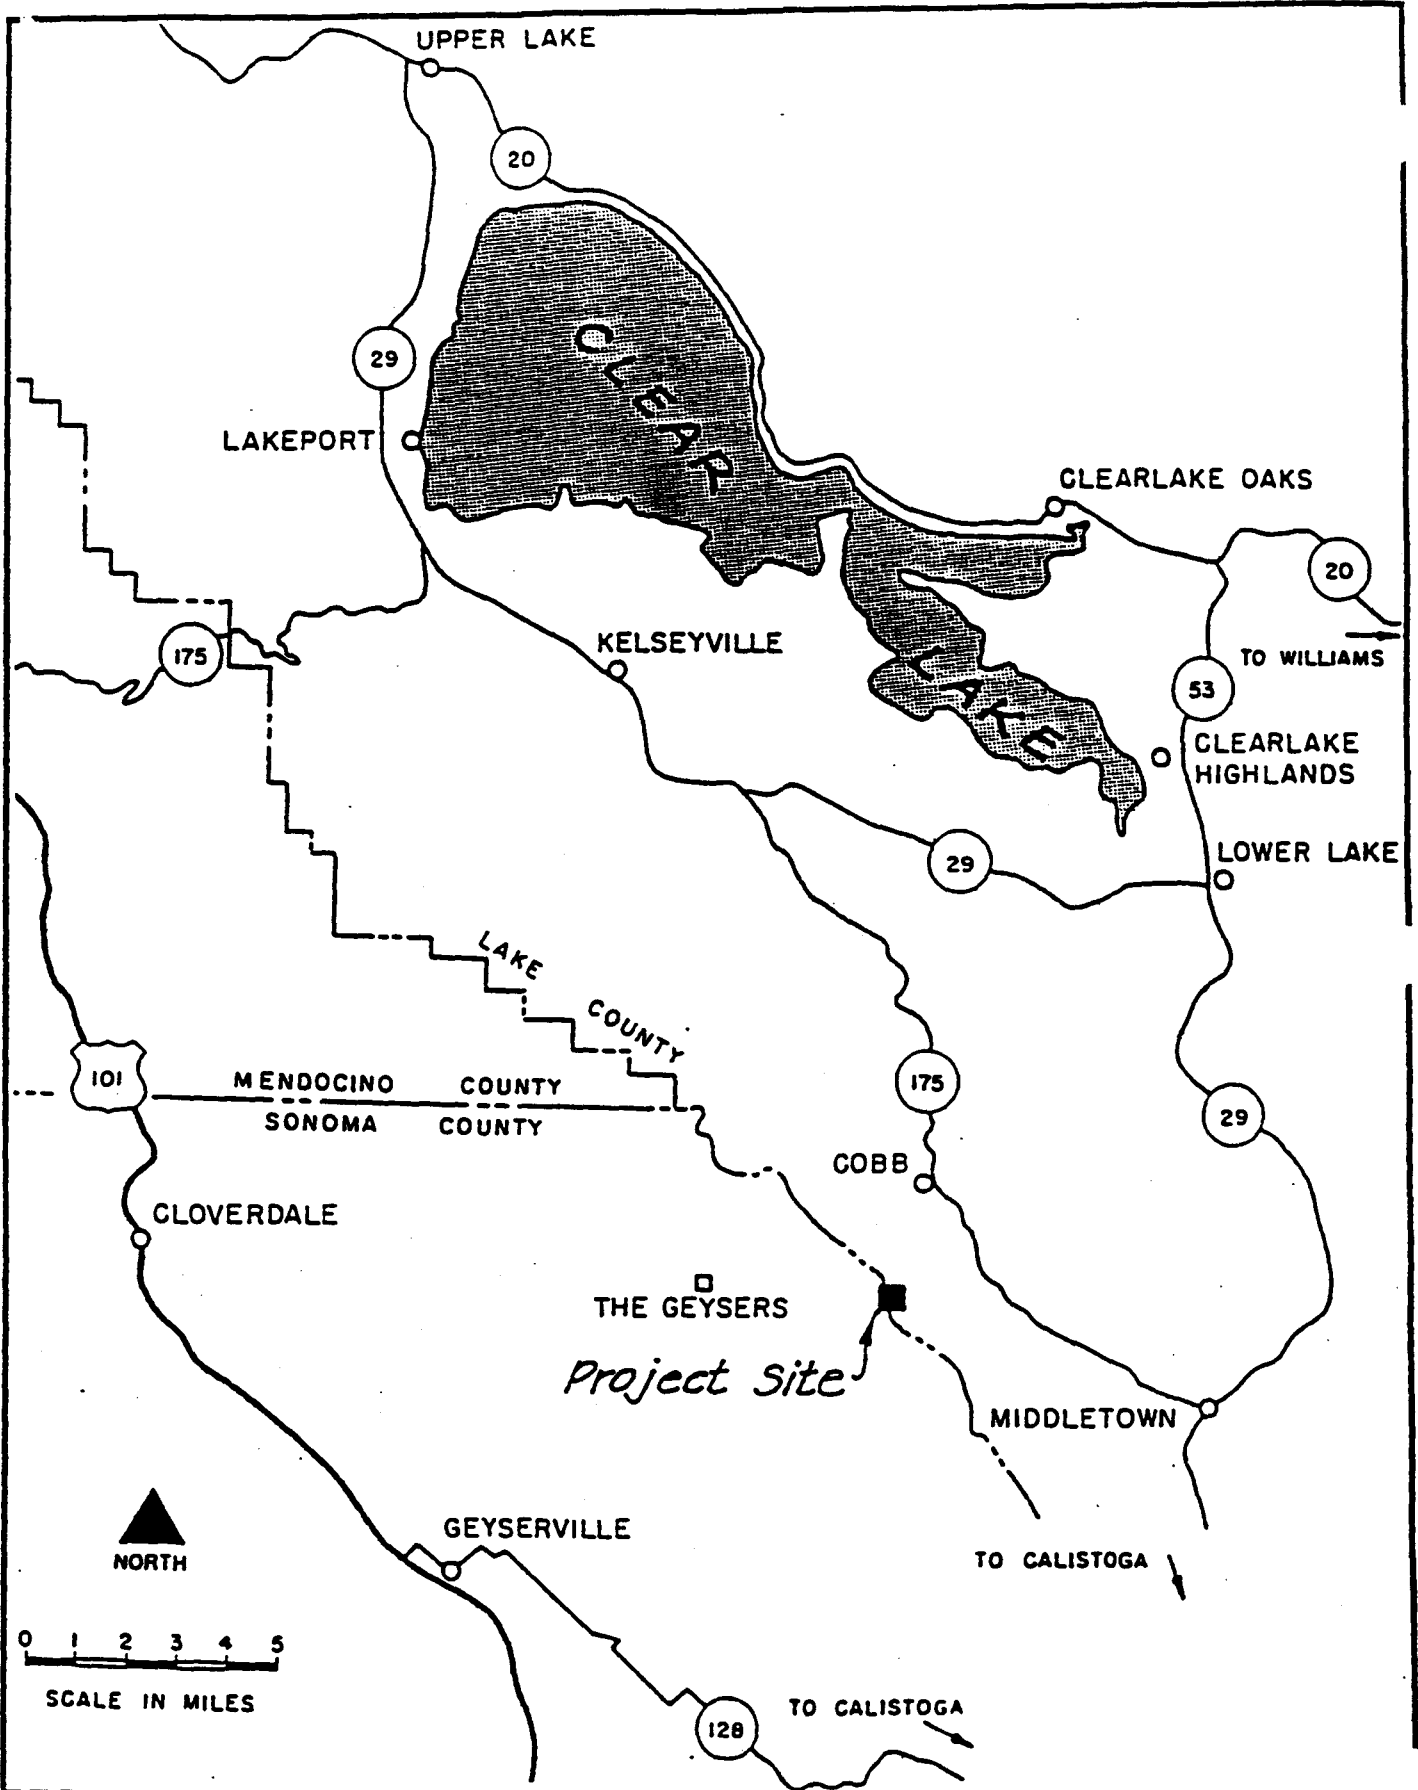 UPPER LAKE
20
CLEAR
29
LAKEPORT
CLEARLAKE OAKS
20
KELSEYVILLE
175
TO WILLIAMS
53
LAKE
CLEARLAKE
HIGHLANDS
LOWER LAKE
29
LAKE
COUNTY
101
MENDOCINO COUNTY
SONOMA COUNTY
175
29
COBB
CLOVERDALE
THE GEYSERS
Project Site
MIDDLETOWN
GEYSERVILLE
NORTH
TO CALISTOGA
0 1 2 3 4 5
SCALE IN MILES
TO CALISTOGA
128